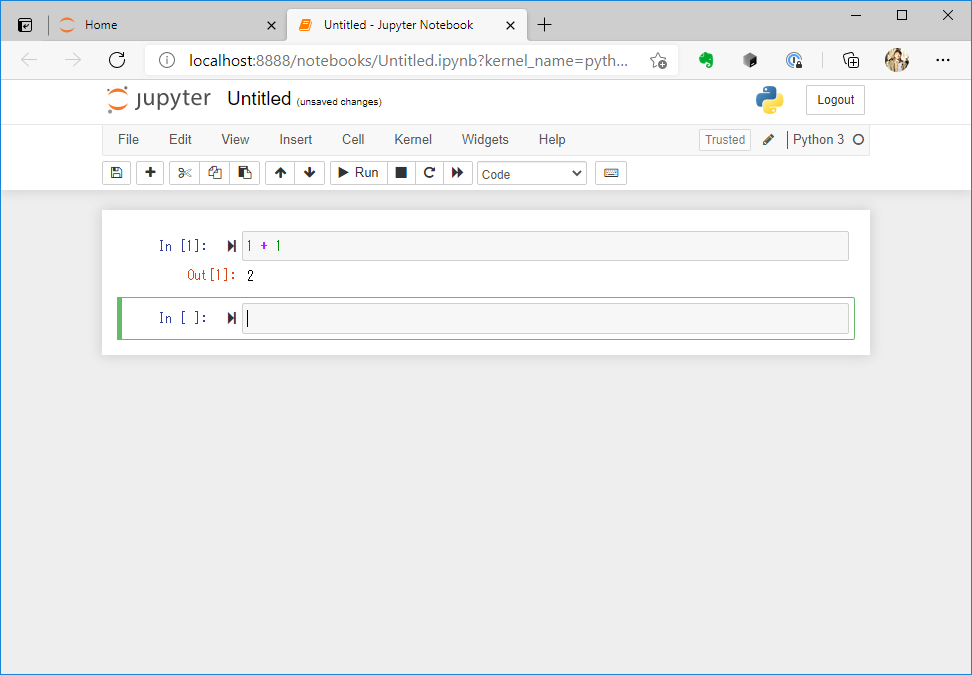 Home
Untitled - Jupyter Notebook
localhost:8888/notebooks/Untitled.ipynb?kernel_name=pyth...
jupyter Untitled (unsaved changes)
Logout
File Edit View Insert Cell Kernel Widgets Help
Trusted
Python 3
Run
Code
In [1]: 1 + 1
Out[1]: 2
In [ ]: